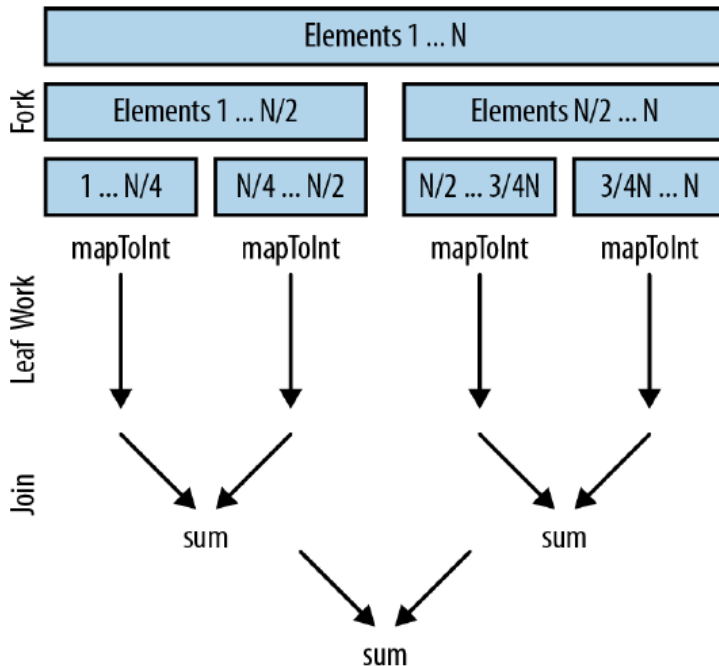 Elements 1 ... N
Fork
Elements 1 ... N/2
Elements N/2 ... N
1 ... N/4
N/4 ... N/2
N/2 ... 3/4N
3/4N ... N
mapToInt
mapToInt
mapToInt
mapToInt
Leaf Work
Join
sum
sum
sum